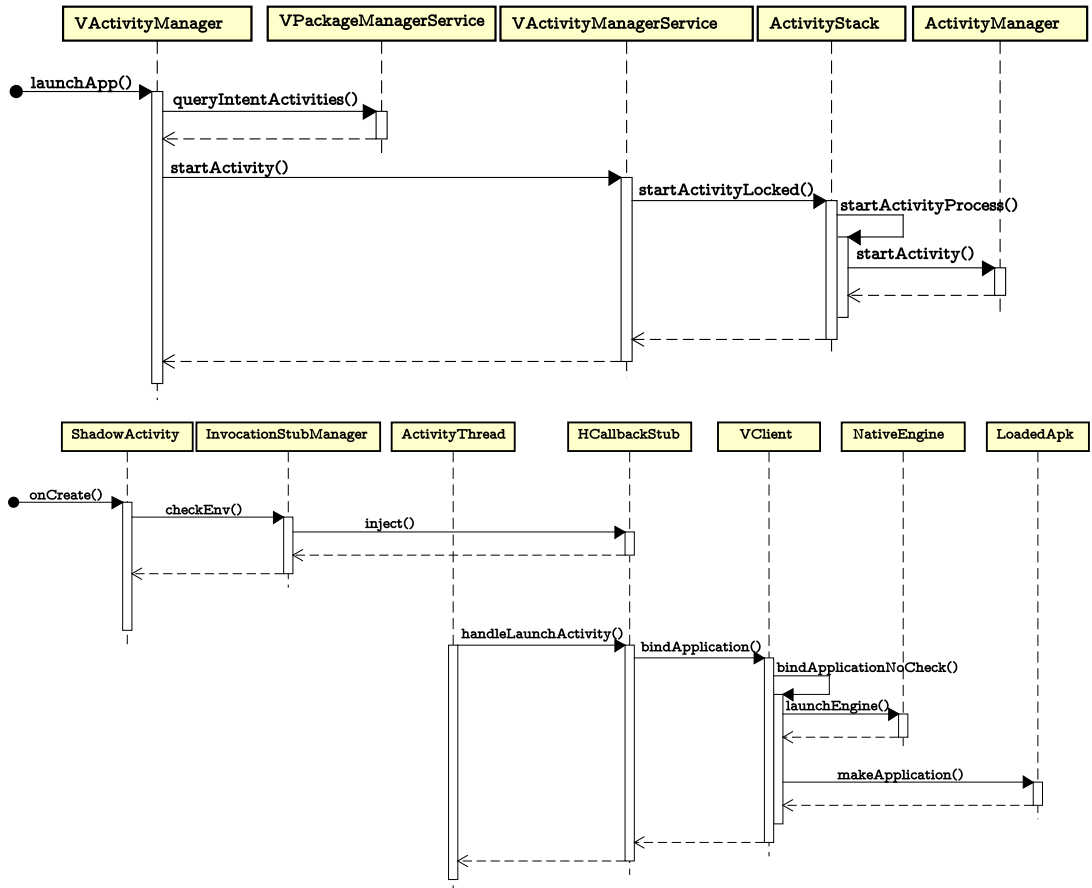 VActivityManager
VPackageManagerService
VActivityManagerService
ActivityStack
ActivityManager
launchApp()
queryIntentActivities()
startActivity()
startActivityLocked()
startActivityProcess()
startActivity()
ShadowActivity
InvocationStubManager
ActivityThread
HCallbackStub
VClient
NativeEngine
LoadedApk
onCreate()
checkEnv()
inject()
handleLaunchActivity()
bindApplication()
bindApplicationNoCheck()
launchEngine()
makeApplication()